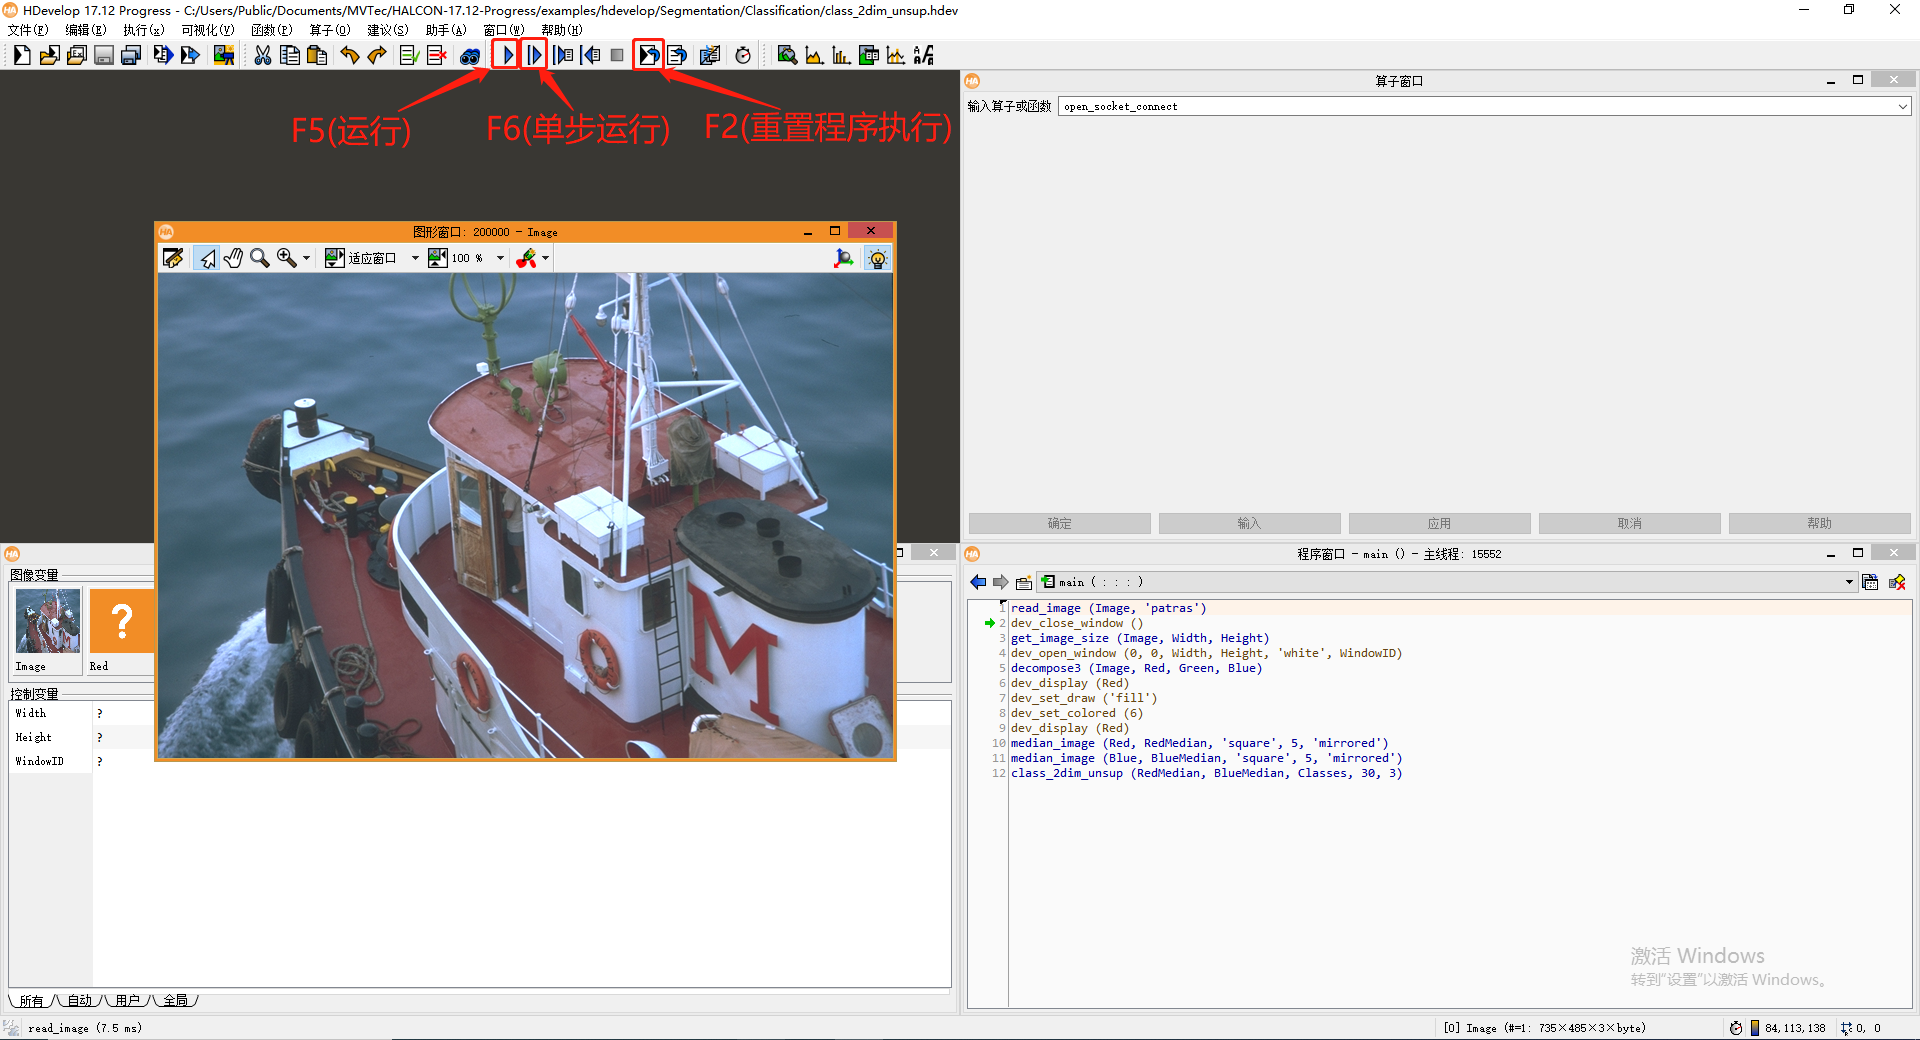 HDevelop 17.12 Progress - C:/Users/Public/Documents/MVTec/HALCON-17.12-Progress/examples/hdevelop/Segmentation/Classification/class_2dim_unsup.hdev
文件(F) 编辑(E) 执行(x) 可视化(V) 函数(P) 算子(O) 建议(S) 助手(A) 窗口(W) 帮助(H)
F5(运行) F6(单步运行) F2(重置程序执行)
算子窗口
输入算子或函数 open_socket_connect
确定 输入 应用 取消 帮助
图形窗口: 200000 - Image
适应窗口 100 %
M
图像变量
Image Red
?
控制变量
Width ?
Height ?
WindowID ?
所有 自动 用户 全局
程序窗口 - main () - 主线程: 15552
main ( : : : )
1 read_image (Image, 'patras')
2 dev_close_window ()
3 get_image_size (Image, Width, Height)
4 dev_open_window (0, 0, Width, Height, 'white', WindowID)
5 decompose3 (Image, Red, Green, Blue)
6 dev_display (Red)
7 dev_set_draw ('fill')
8 dev_set_colored (6)
9 dev_display (Red)
10 median_image (Red, RedMedian, 'square', 5, 'mirrored')
11 median_image (Blue, BlueMedian, 'square', 5, 'mirrored')
12 class_2dim_unsup (RedMedian, BlueMedian, Classes, 30, 3)
激活 Windows
转到“设置”以激活 Windows。
read_image (7.5 ms)
[0] Image (#=1: 735×485×3×byte) 84,113,138 0, 0